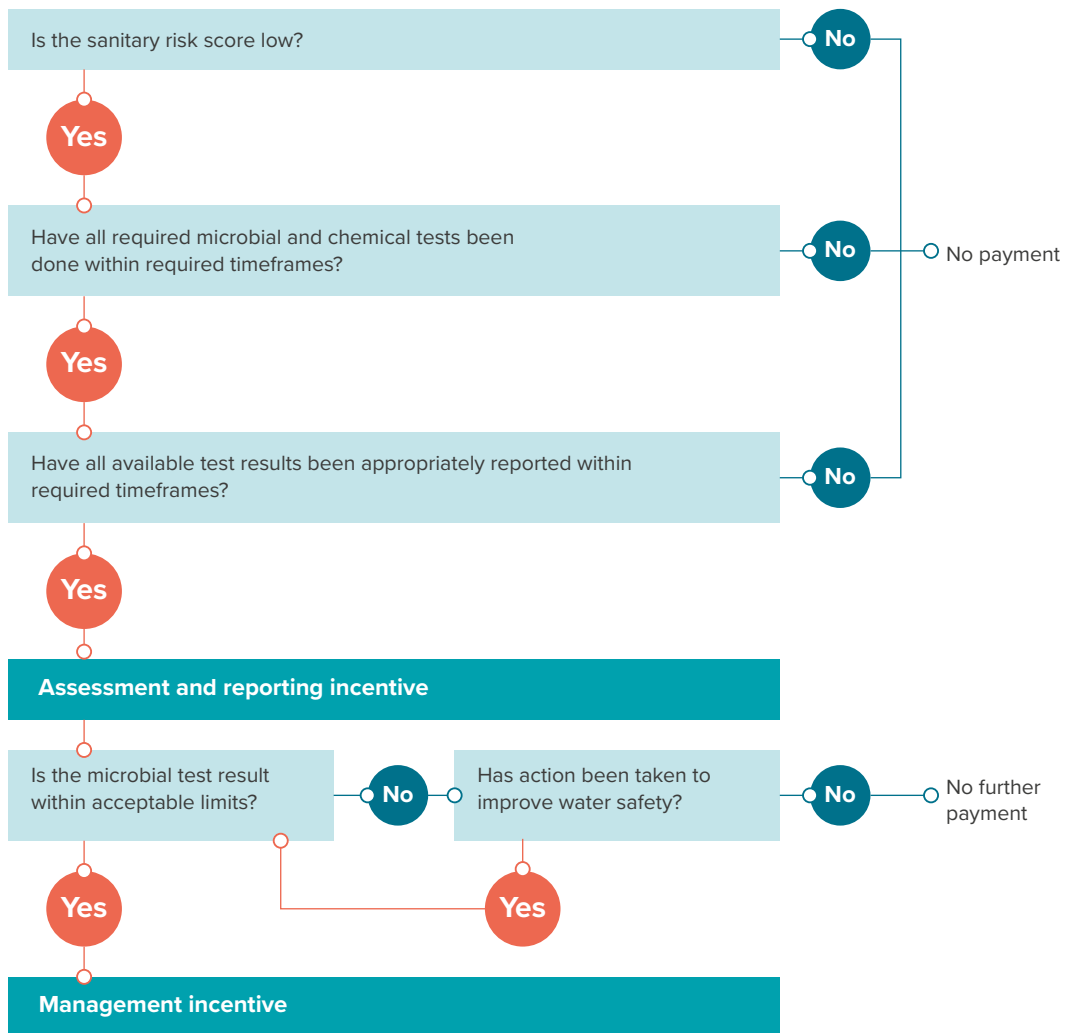 Is the sanitary risk score low?
No
Yes
Have all required microbial and chemical tests been
done within required timeframes?
No
No payment
Yes
Have all available test results been appropriately reported within
required timeframes?
No
Yes
Assessment and reporting incentive
Is the microbial test result
within acceptable limits?
No
Has action been taken to
improve water safety?
No
No further
payment
Yes
Yes
Management incentive